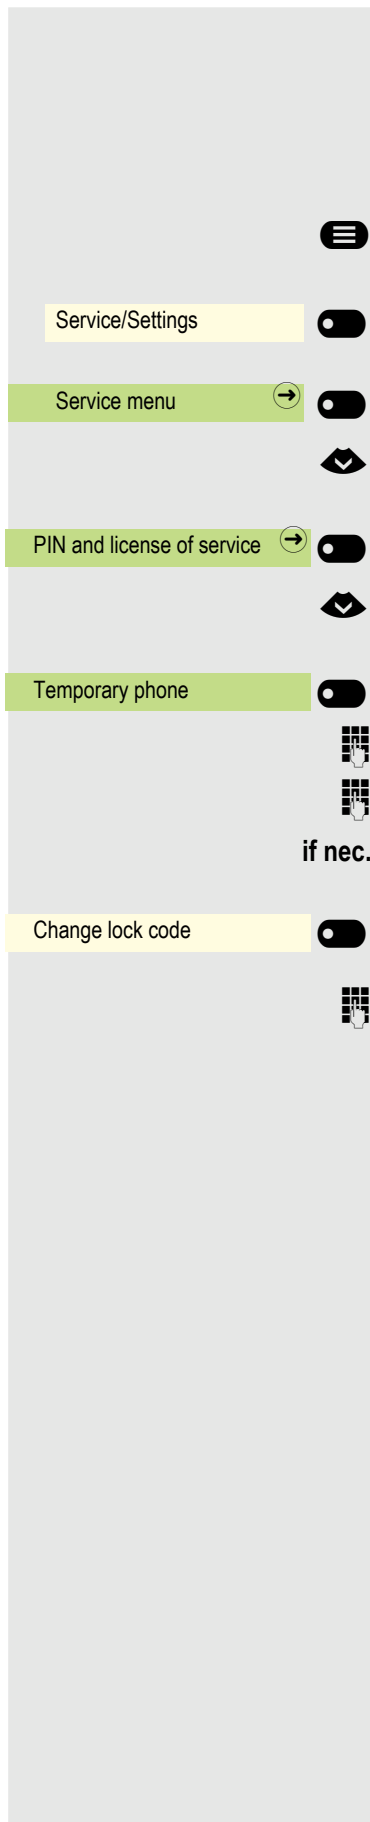 Service/Settings
Service menu
PIN and license of service
Temporary phone
if nec.
Change lock code